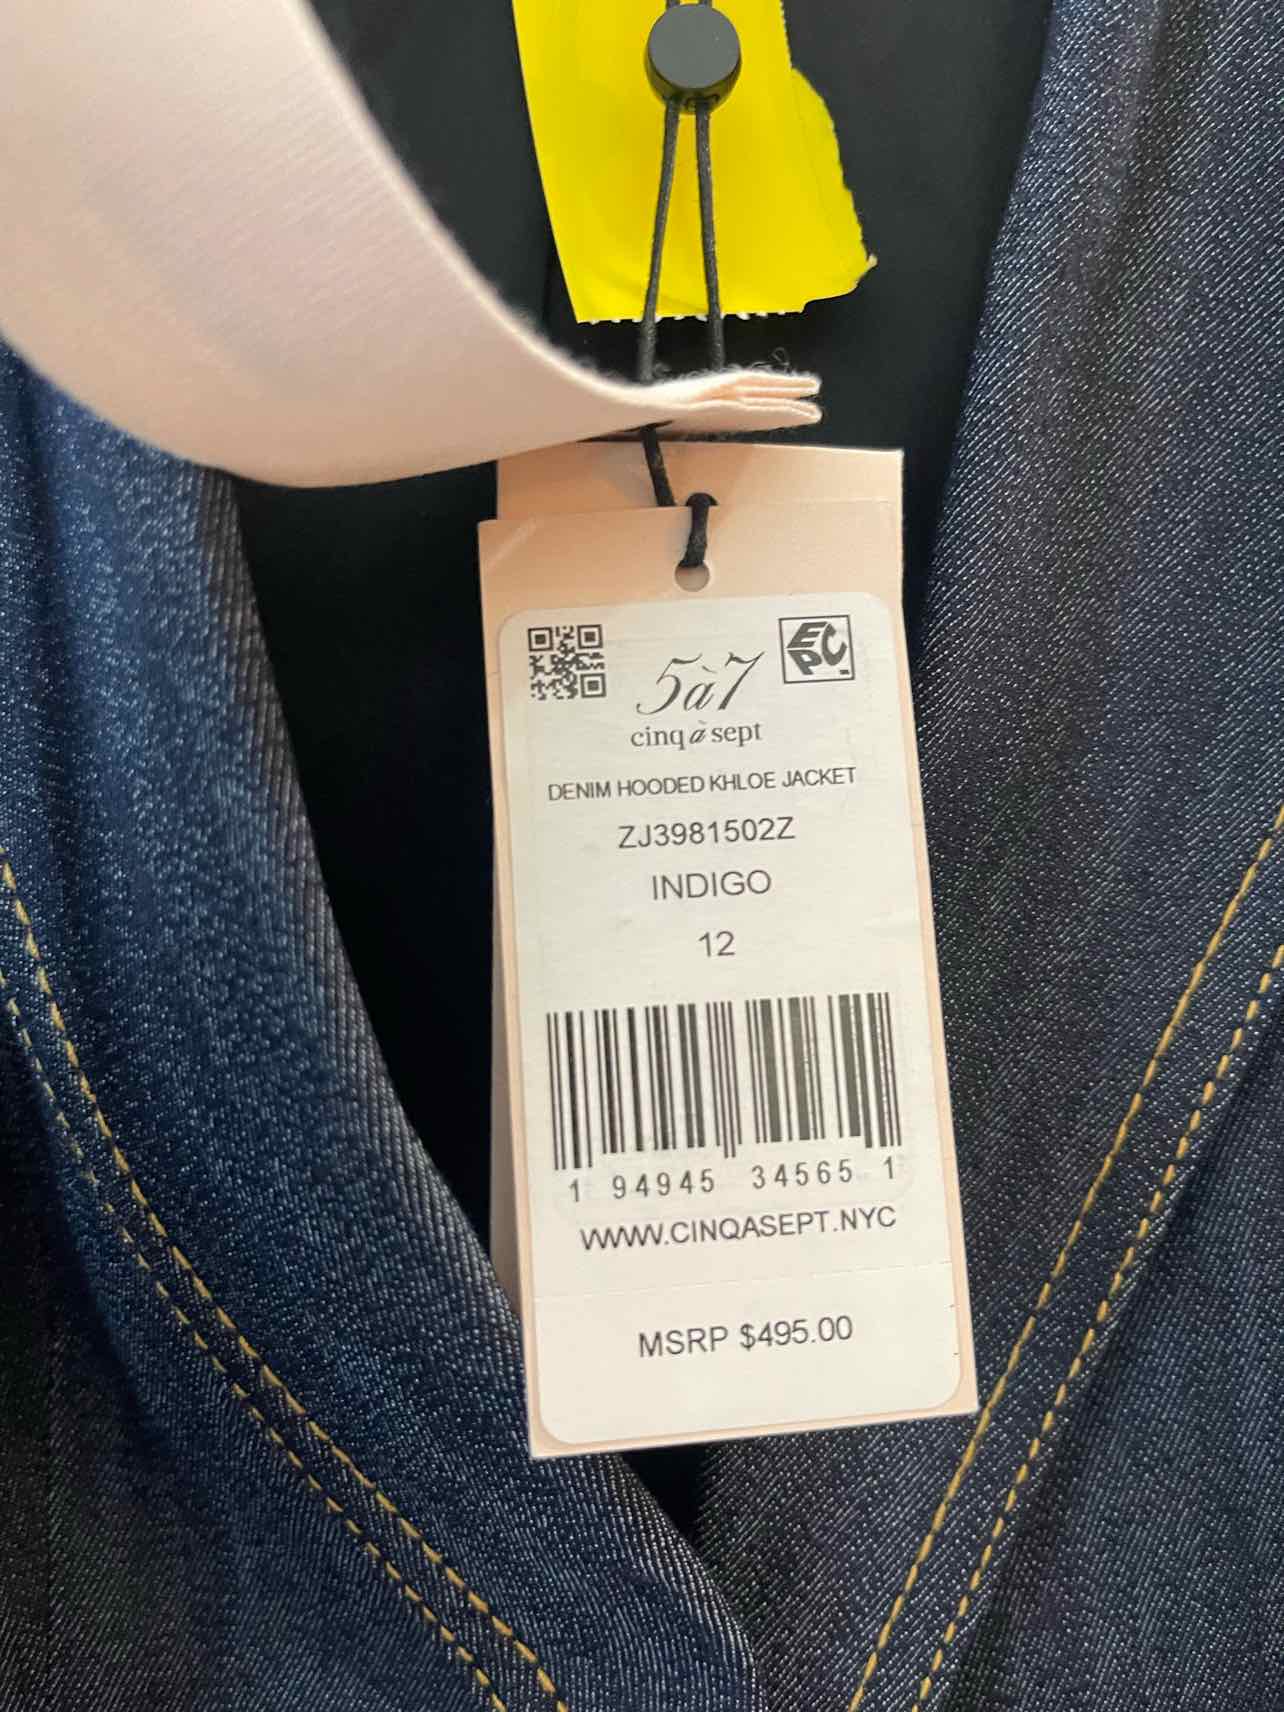 EPC
5à7
cinq à sept
DENIM HOODED KHLOE JACKET
ZJ3981502Z
INDIGO
12
1 94945 34565 1
WWW.CINQASEPT.NYC
MSRP $495.00